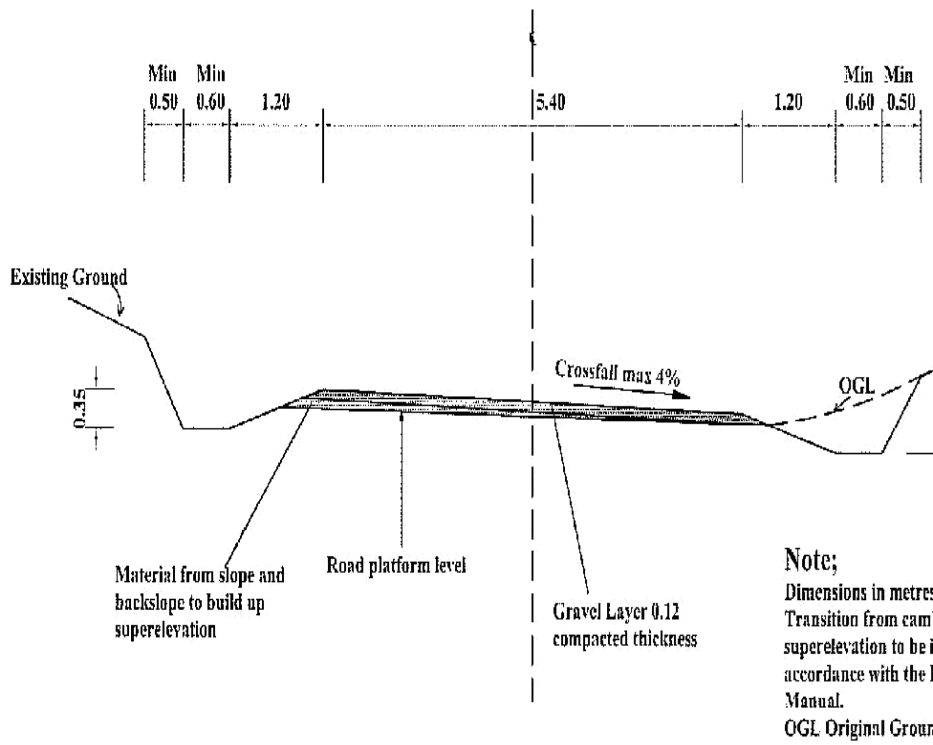 Min Min Min Min
0.50 0.60 1.20 5.40 1.20 0.60 0.50
Existing Ground
0.35
Crossfall max 4%
OGL
Material from slope and
backslope to build up
superelevation
Road platform level
Gravel Layer 0.12
compacted thickness
Note;
Dimensions in metres
Transition from
superelevation to be
accordance with the
Manual.
OGL Original